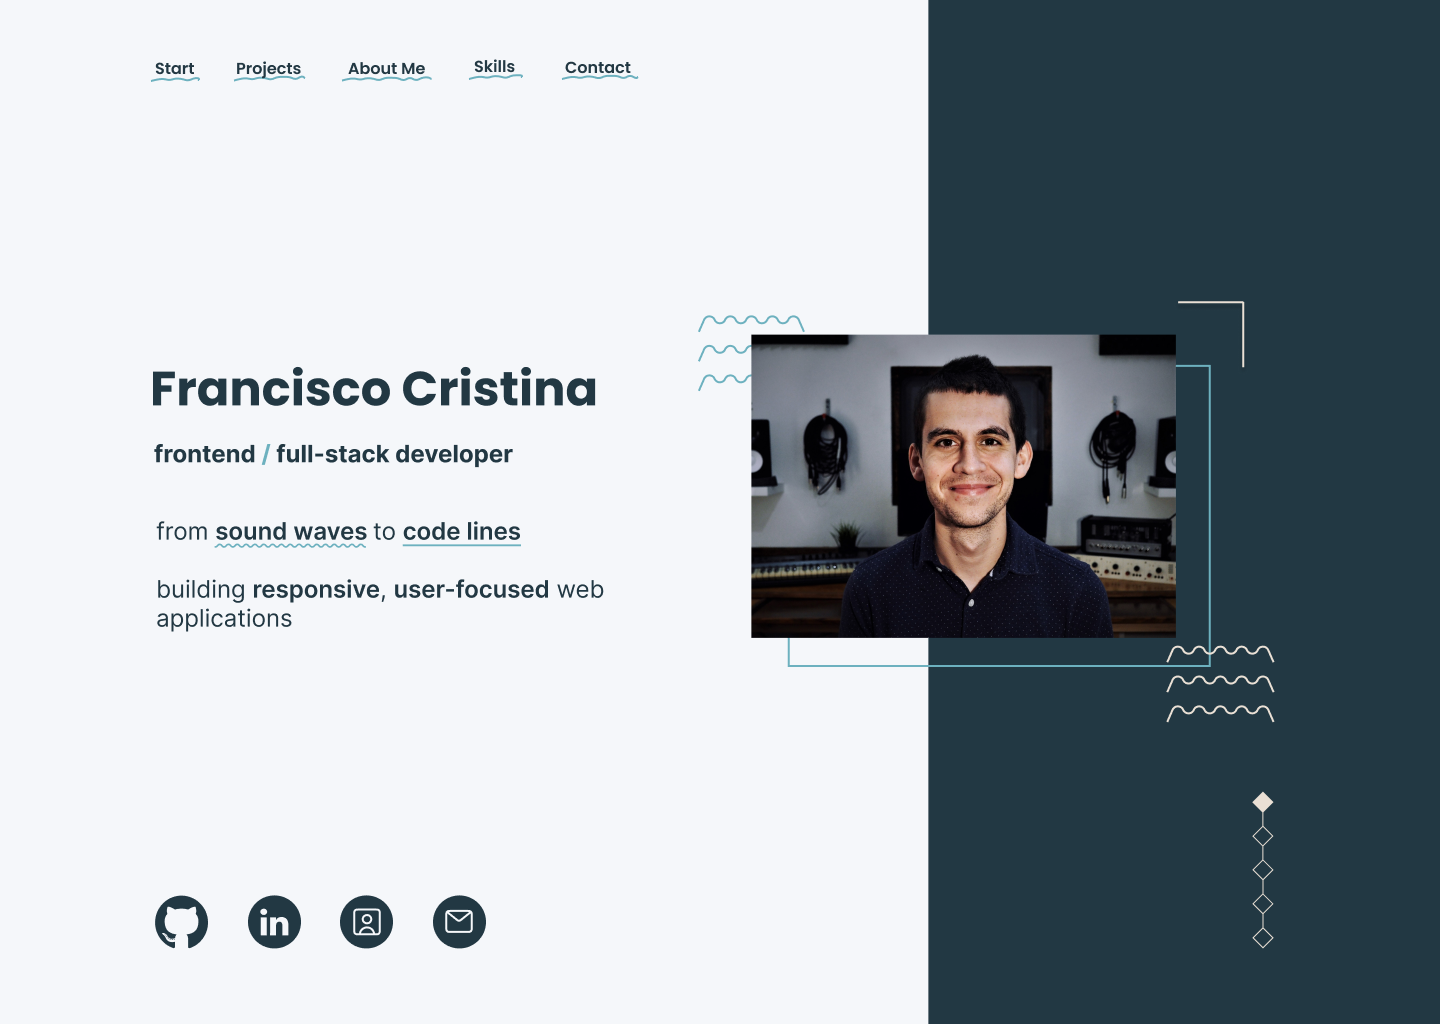 Start
Projects
About Me
Skills
Contact
Francisco Cristina
frontend / full-stack developer
from sound waves to code lines
building responsive, user-focused web
applications
in